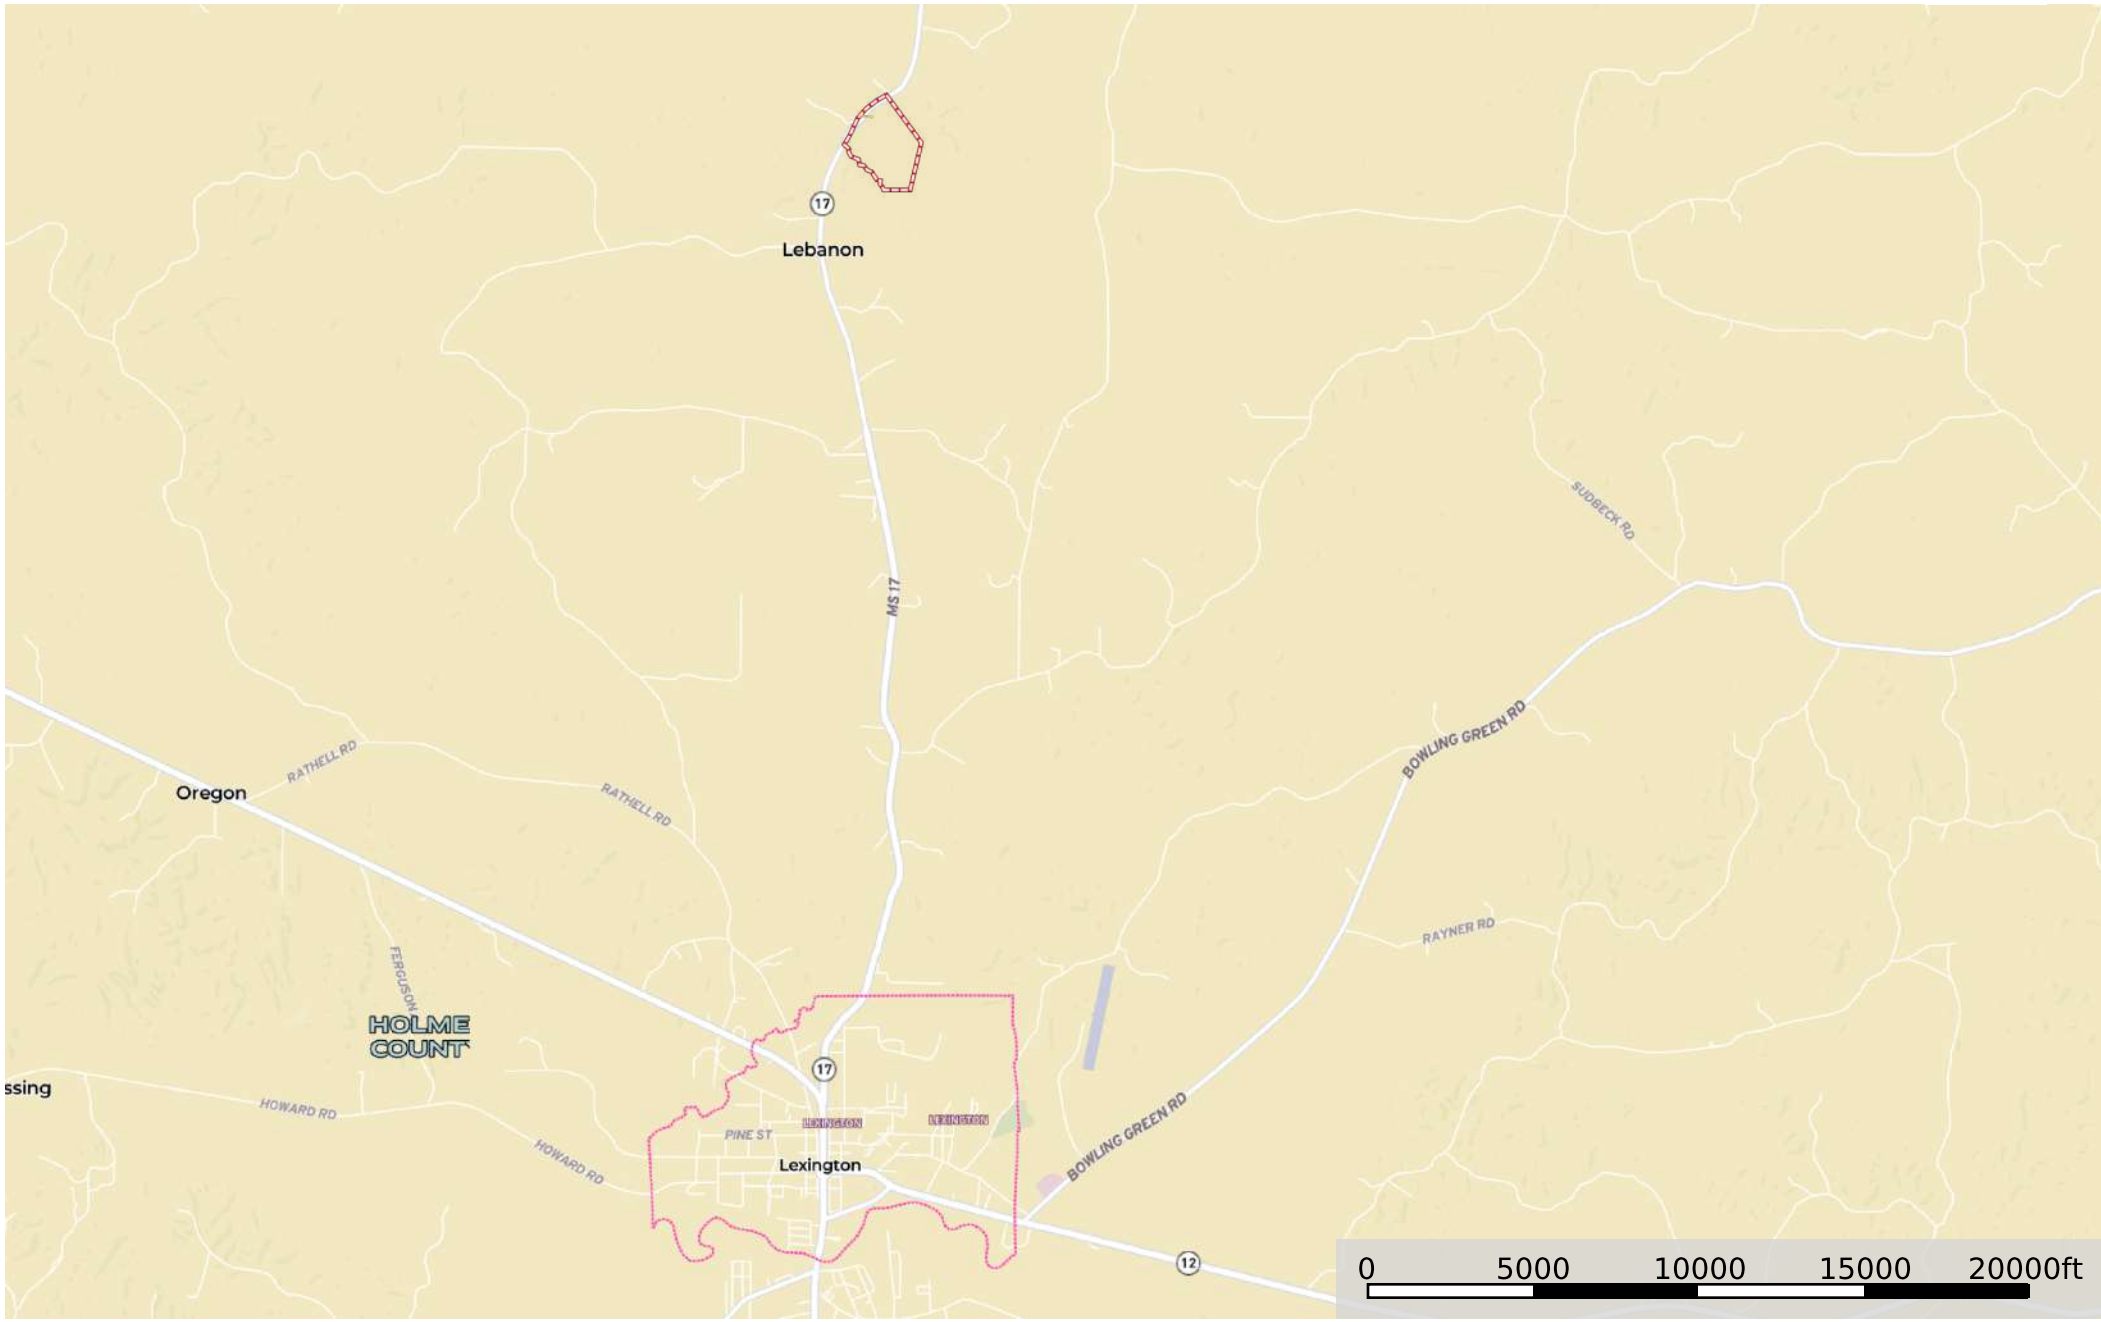 17
Lebanon
SUDBECK RD
MS 17
BOWLING GREEN RD
RATHELL RD
Oregon
RATHELL RD
RAYNER RD
FERGUSON
HOLME
COUNT
17
ssing
HOWARD RD
BOWLING GREEN RD
LEXINGTON
LEXINGTON
PINE ST
HOWARD RD
Lexington
12
0 5000 10000 15000 20000ft